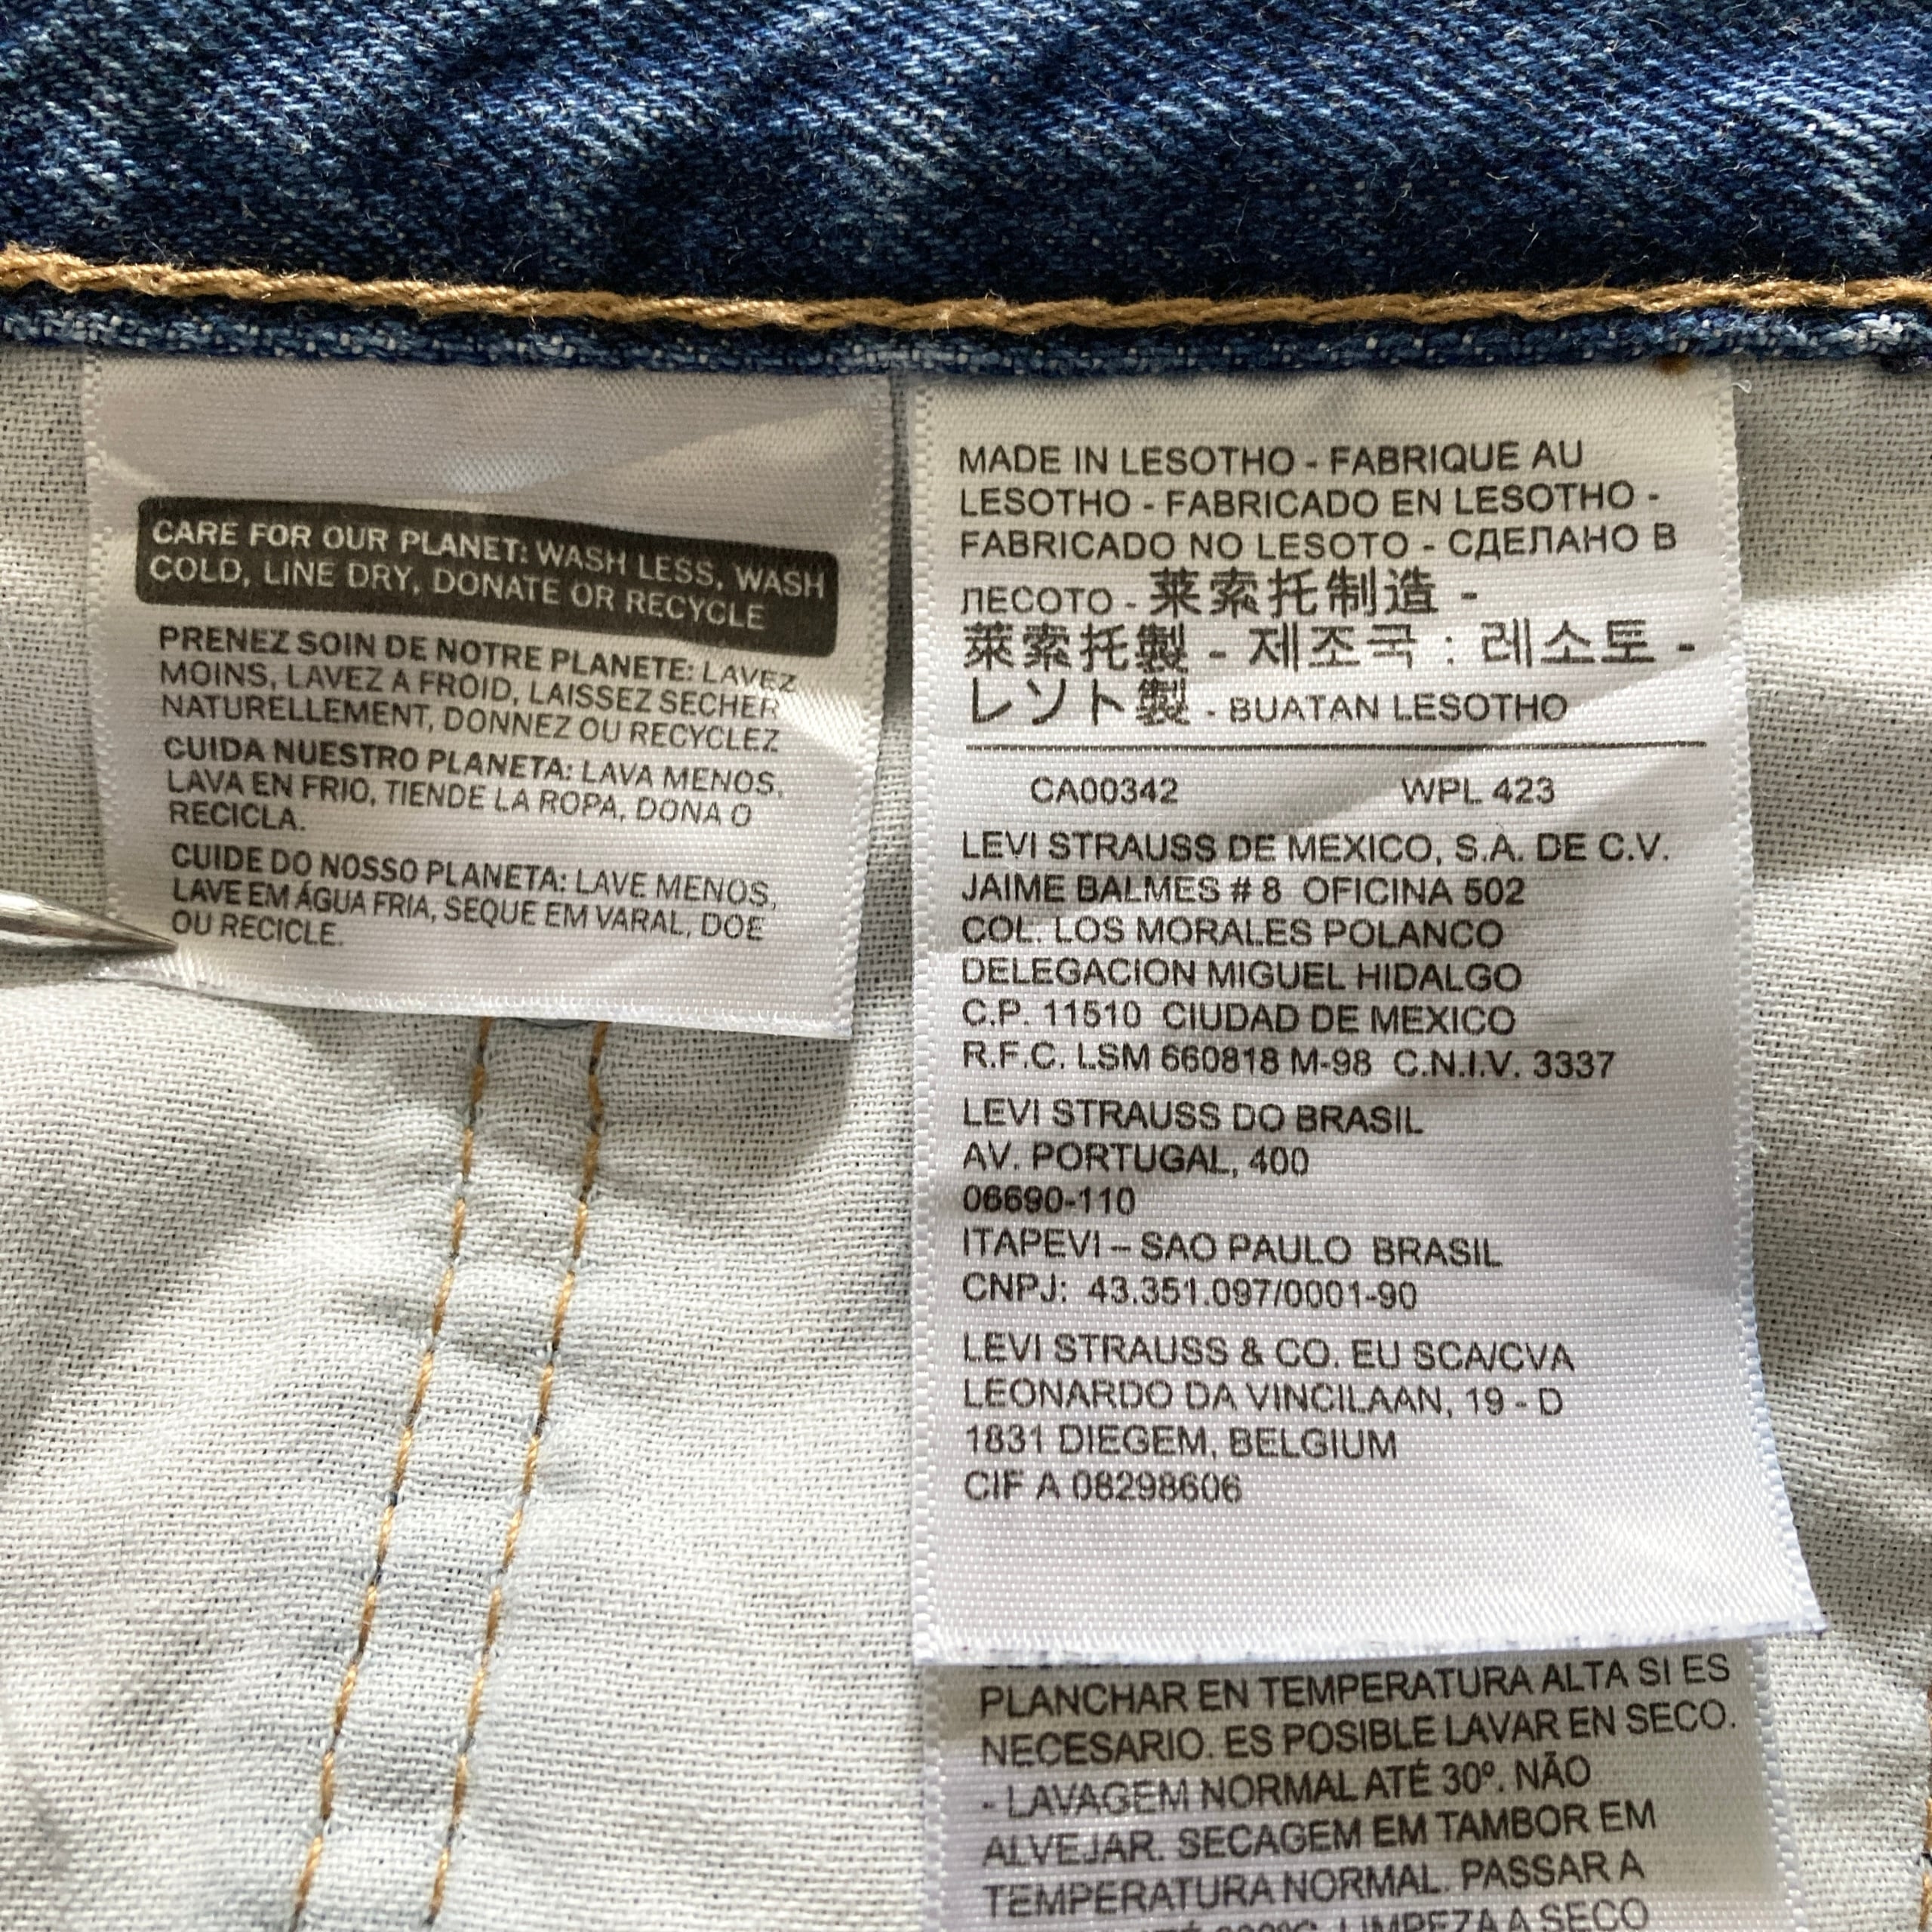 CARE FOR OUR PLANET: WASH LESS, WASH
COLD, LINE DRY, DONATE OR RECYCLE
PRENEZ SOIN DE NOTRE PLANETE: LAVEZ
MOINS, LAVEZ A FROID, LAISSEZ SECHER
NATURELLEMENT, DONNEZ OU RECYCLEZ
CUIDA NUESTRO PLANETA: LAVA MENOS,
LAVA EN FRIO, TIENDE LA ROPA, DONA O
RECICLA.
CUIDE DO NOSSO PLANETA: LAVE MENOS,
LAVE EM ÁGUA FRIA, SEQUE EM VARAL, DOE
OU RECICLE.
MADE IN LESOTHO - FABRIQUE AU
LESOTHO - FABRICADO EN LESOTHO -
FABRICADO NO LESOTO - СДЕЛАНО В
ЛЕСОТО - 莱索托制造 -
萊索托製 - 제조국 : 레소토 -
レソト製 - BUATAN LESOTHO
CA00342 WPL 423
LEVI STRAUSS DE MEXICO, S.A. DE C.V.
JAIME BALMES # 8 OFICINA 502
COL. LOS MORALES POLANCO
DELEGACION MIGUEL HIDALGO
C.P. 11510 CIUDAD DE MEXICO
R.F.C. LSM 660818 M-98 C.N.I.V. 3337
LEVI STRAUSS DO BRASIL
AV. PORTUGAL, 400
06690-110
ITAPEVI – SAO PAULO BRASIL
CNPJ: 43.351.097/0001-90
LEVI STRAUSS & CO. EU SCA/CVA
LEONARDO DA VINCILAAN, 19 - D
1831 DIEGEM, BELGIUM
CIF A 08298606
PLANCHAR EN TEMPERATURA ALTA SI ES
NECESARIO. ES POSIBLE LAVAR EN SECO.
- LAVAGEM NORMAL ATÉ 30º. NÃO
ALVEJAR. SECAGEM EM TAMBOR EM
TEMPERATURA NORMAL. PASSAR A
LIMPEZA A SECO